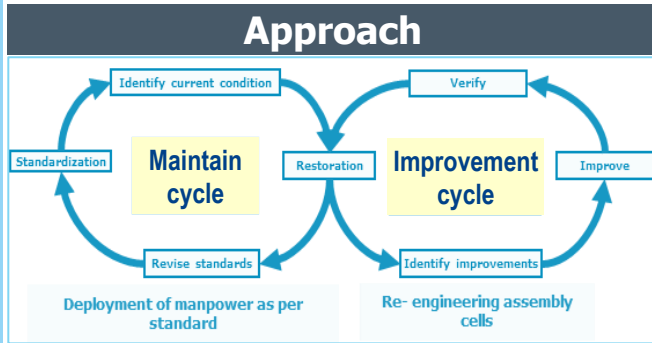 Approach
Identify current condition
Verify
Standardization
Maintain
cycle
Restoration
Improvement
cycle
Improve
Revise standards
Identify improvements
Deployment of manpower as per
standard
Re- engineering assembly
cells